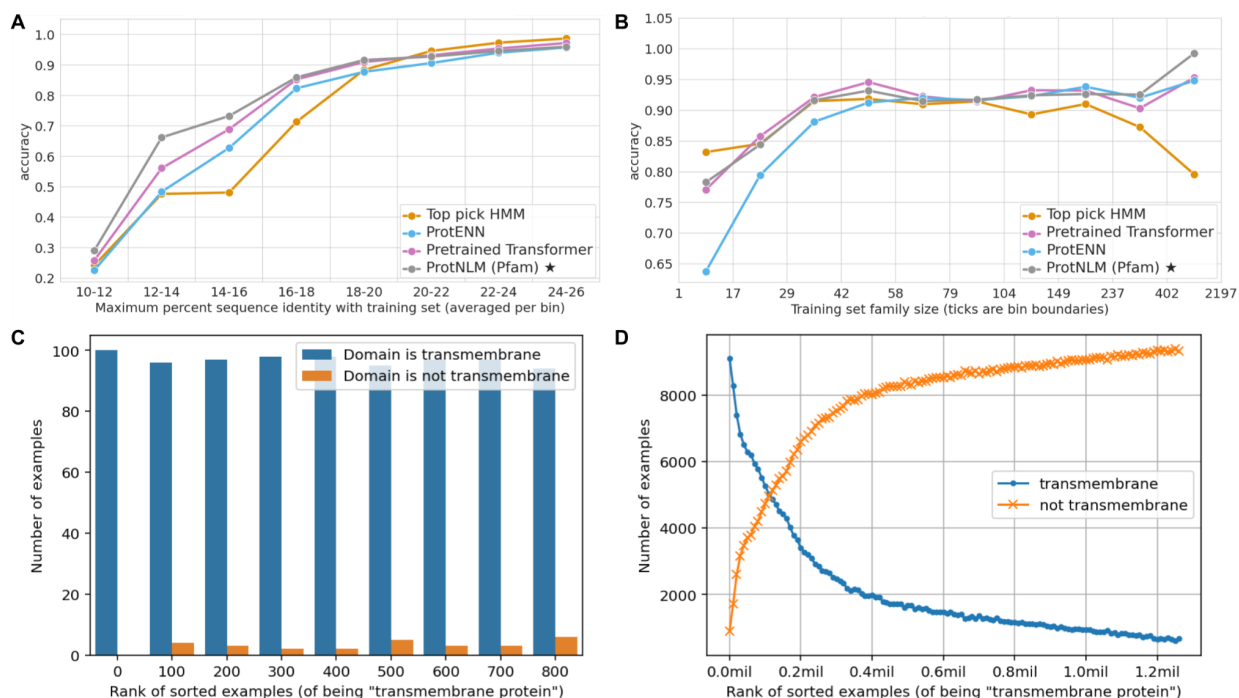 A
1.0
0.9
0.8
0.7
0.6
0.5
0.4
0.3
0.2
accuracy
Top pick HMM
ProtENN
Pretrained Transformer
ProtNLM (Pfam) ★
10-12 12-14 14-16 16-18 18-20 20-22 22-24 24-26
Maximum percent sequence identity with training set (averaged per bin)
B
1.05
1.00
0.95
0.90
0.85
0.80
0.75
0.70
0.65
accuracy
Top pick HMM
Pretrained Transformer
ProtENN
ProtNLM (Pfam) ★
1 17 29 42 58 78 104 149 237 402 2197
Training set family size (ticks are bin boundaries)
C
100
80
60
40
20
0
Number of examples
Domain is transmembrane
Domain is not transmembrane
0 100 200 300 400 500 600 700 800
Rank of sorted examples (of being "transmembrane protein")
D
8000
6000
4000
2000
Number of examples
transmembrane
not transmembrane
0.0mil 0.2mil 0.4mil 0.6mil 0.8mil 1.0mil 1.2mil
Rank of sorted examples (of being "transmembrane protein")